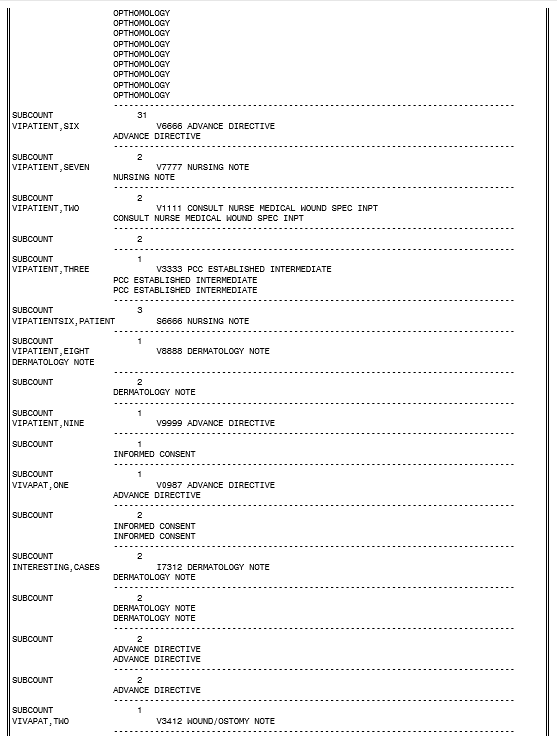 OPTHOMOLOGY
OPTHOMOLOGY
OPTHOMOLOGY
OPTHOMOLOGY
OPTHOMOLOGY
OPTHOMOLOGY
OPTHOMOLOGY
OPTHOMOLOGY
OPTHOMOLOGY
--------------------------------------------------------------------------------
SUBCOUNT 31
VIPATIENT,SIX V6666 ADVANCE DIRECTIVE
ADVANCE DIRECTIVE
--------------------------------------------------------------------------------
SUBCOUNT 2
VIPATIENT,SEVEN V7777 NURSING NOTE
NURSING NOTE
--------------------------------------------------------------------------------
SUBCOUNT 2
VIPATIENT,TWO V1111 CONSULT NURSE MEDICAL WOUND SPEC INPT
CONSULT NURSE MEDICAL WOUND SPEC INPT
--------------------------------------------------------------------------------
SUBCOUNT 2
--------------------------------------------------------------------------------
SUBCOUNT 1
VIPATIENT,THREE V3333 PCC ESTABLISHED INTERMEDIATE
PCC ESTABLISHED INTERMEDIATE
PCC ESTABLISHED INTERMEDIATE
--------------------------------------------------------------------------------
SUBCOUNT 3
VIPATIENTSIX,PATIENT S6666 NURSING NOTE
--------------------------------------------------------------------------------
SUBCOUNT 1
VIPATIENT,EIGHT V8888 DERMATOLOGY NOTE
DERMATOLOGY NOTE
--------------------------------------------------------------------------------
SUBCOUNT 2
DERMATOLOGY NOTE
--------------------------------------------------------------------------------
SUBCOUNT 1
VIPATIENT,NINE V9999 ADVANCE DIRECTIVE
--------------------------------------------------------------------------------
SUBCOUNT 1
INFORMED CONSENT
--------------------------------------------------------------------------------
SUBCOUNT 1
VIVAPAT,ONE V0987 ADVANCE DIRECTIVE
ADVANCE DIRECTIVE
--------------------------------------------------------------------------------
SUBCOUNT 2
INFORMED CONSENT
INFORMED CONSENT
--------------------------------------------------------------------------------
SUBCOUNT 2
INTERESTING,CASES I7312 DERMATOLOGY NOTE
DERMATOLOGY NOTE
--------------------------------------------------------------------------------
SUBCOUNT 2
DERMATOLOGY NOTE
DERMATOLOGY NOTE
--------------------------------------------------------------------------------
SUBCOUNT 2
ADVANCE DIRECTIVE
ADVANCE DIRECTIVE
--------------------------------------------------------------------------------
SUBCOUNT 2
ADVANCE DIRECTIVE
--------------------------------------------------------------------------------
SUBCOUNT 1
VIVAPAT,TWO V3412 WOUND/OSTOMY NOTE
--------------------------------------------------------------------------------